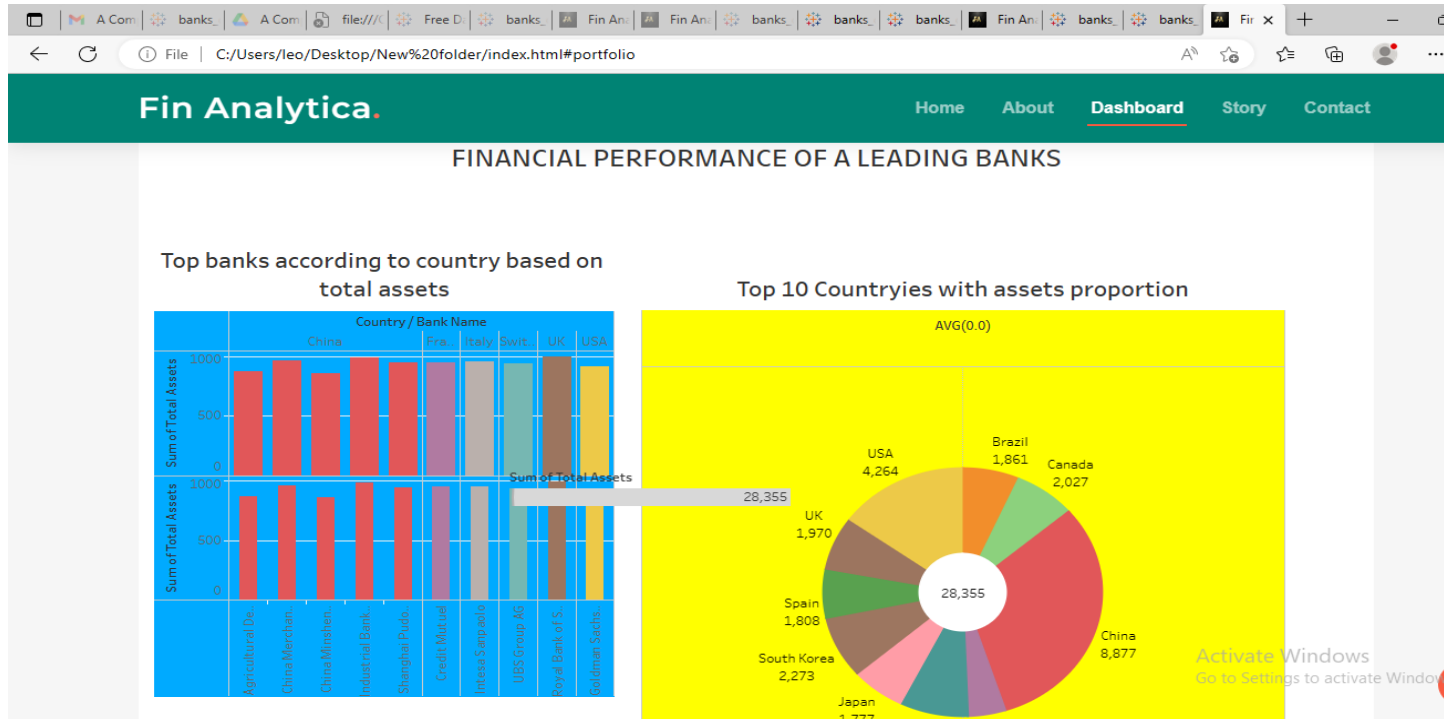 A Com banks_ A Com file:///C Free D banks_ Fin An Fin An banks_ banks_ banks_ Fin An banks_ banks_ Fir
File C:/Users/leo/Desktop/New%20folder/index.html#portfolio
Fin Analytica.
Home About Dashboard Story Contact
FINANCIAL PERFORMANCE OF A LEADING BANKS
Top banks according to country based on
total assets
Country / Bank Name
China Fra.. Italy Swit.. UK USA
Sum of Total Assets
1000
500
0
Sum of Total Assets
1000
500
0
Agricultural De..
China Merchan..
China Minshen..
Industrial Bank..
Shanghai Pudo..
Credit Mutuel
Intesa Sanpaolo
UBS Group AG
Royal Bank of S..
Goldman Sachs..
Sum of Total Assets
28,355
Top 10 Countryies with assets proportion
AVG(0.0)
USA
4,264
Brazil
1,861
Canada
2,027
UK
1,970
28,355
Spain
1,808
China
8,877
South Korea
2,273
Japan
1,777
Activate Windows
Go to Settings to activate Window